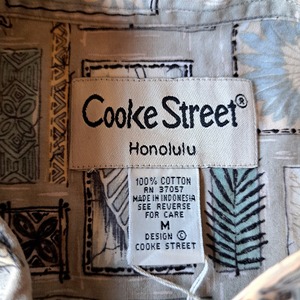 Cooke Street®
Honolulu
100% COTTON
RN 37057
MADE IN INDONESIA
SEE REVERSE
FOR CARE
M
DESIGN ©
COOKE STREET